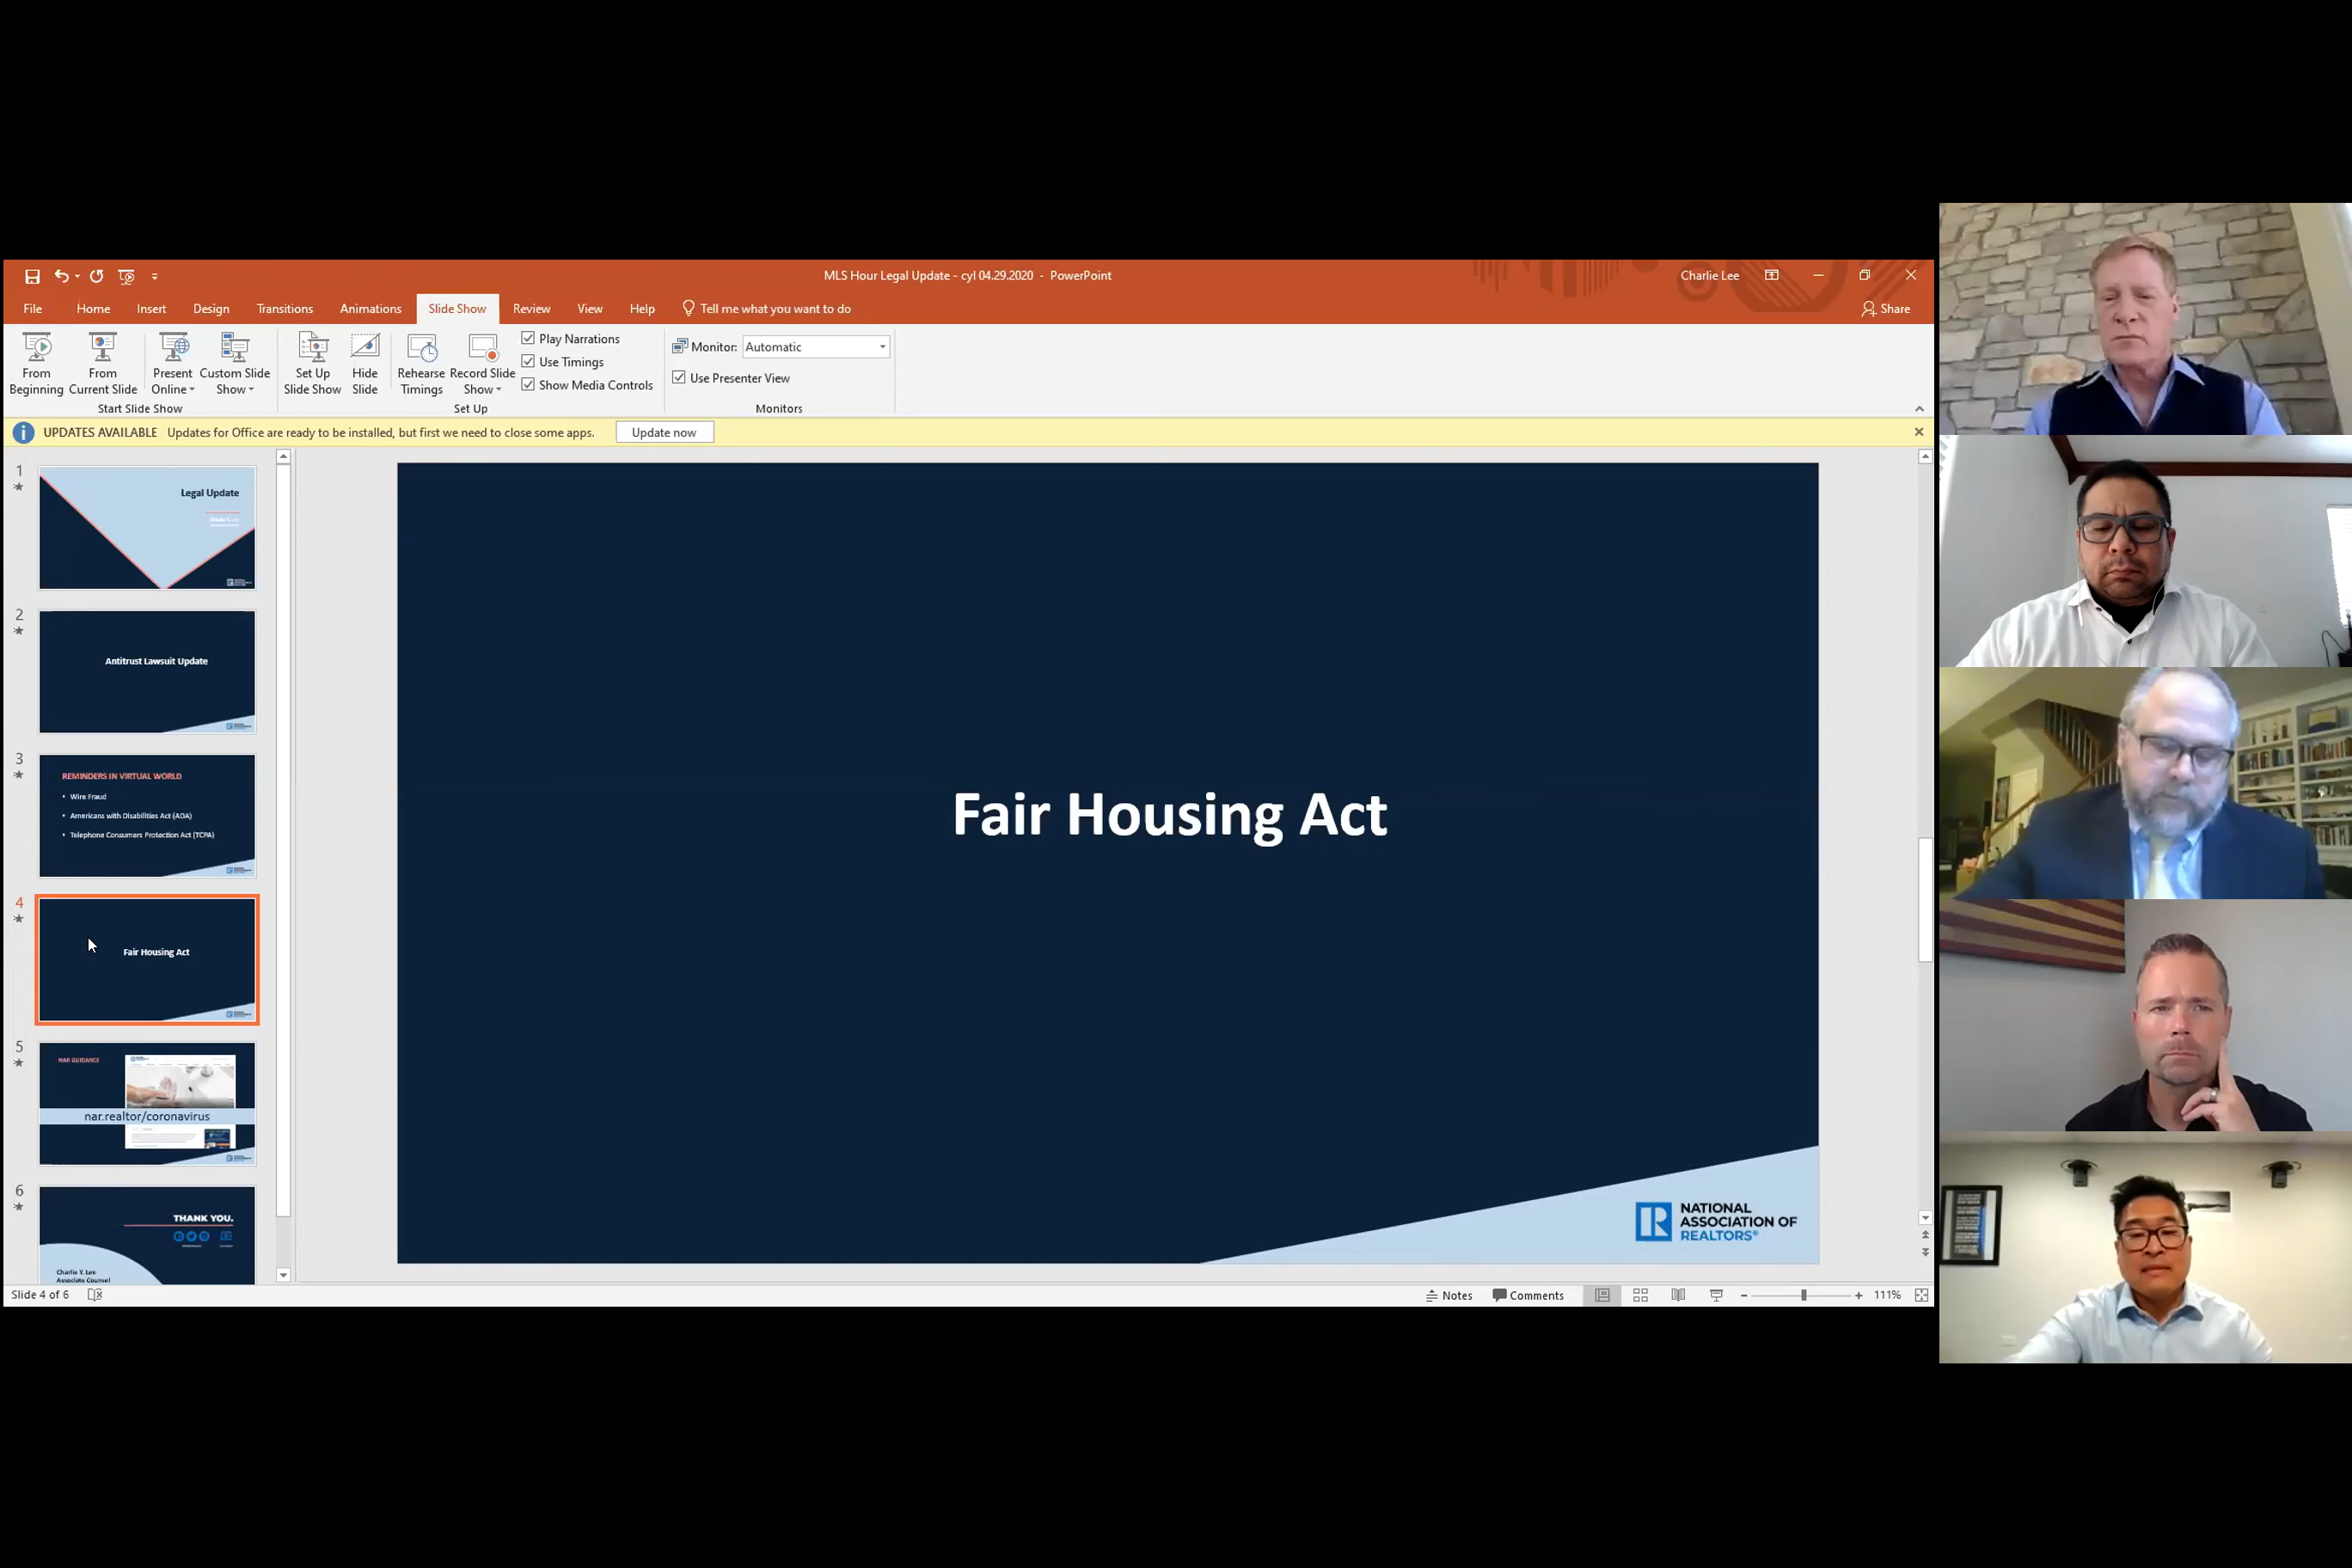 MLS Hour Legal Update - cyl 04.29.2020 - PowerPoint
Charlie Lee
File Home Insert Design Transitions Animations Slide Show Review View Help Tell me what you want to do
Share
From Beginning
From Current Slide
Present Online
Custom Slide Show
Set Up Slide Show
Hide Slide
Rehearse Timings
Record Slide Show
Play Narrations
Use Timings
Show Media Controls
Monitor: Automatic
Use Presenter View
Start Slide Show
Set Up
Monitors
UPDATES AVAILABLE Updates for Office are ready to be installed, but first we need to close some apps. Update now
1
Legal Update
2
Antitrust Lawsuit Update
3
REMINDERS IN VIRTUAL WORLD
• Wire Fraud
• Americans with Disabilities Act (ADA)
• Telephone Consumers Protection Act (TCPA)
4
Fair Housing Act
5
NAR GUIDANCE
nar.realtor/coronavirus
6
THANK YOU.
Charlie Y. Lee
Associate Counsel
Fair Housing Act
NATIONAL
ASSOCIATION OF
REALTORS®
Slide 4 of 6
Notes
Comments
111%